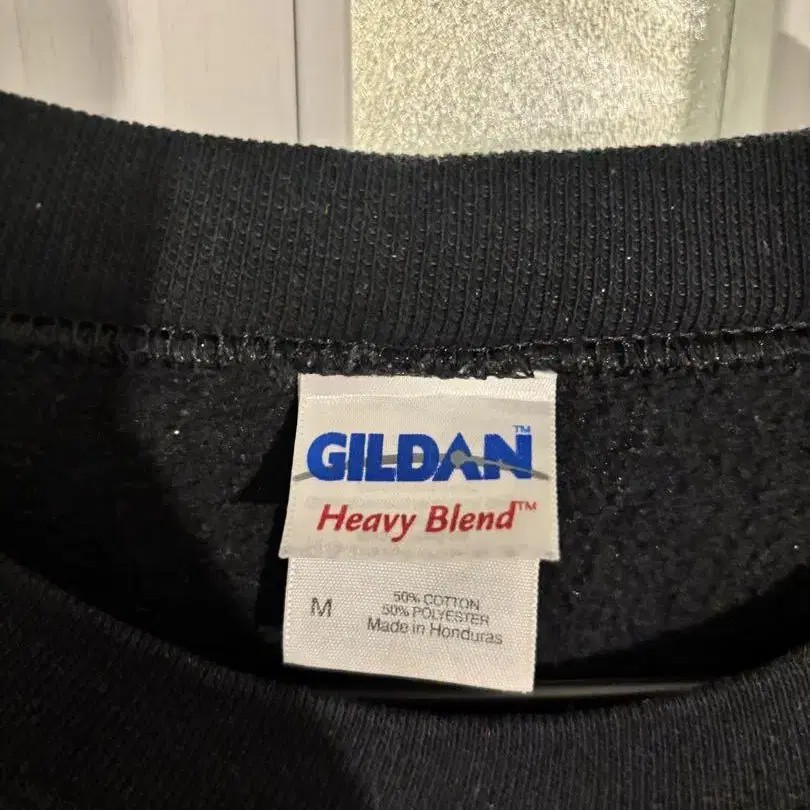 GILDAN™
Heavy Blend™
M
50% COTTON
50% POLYESTER
Made in Honduras